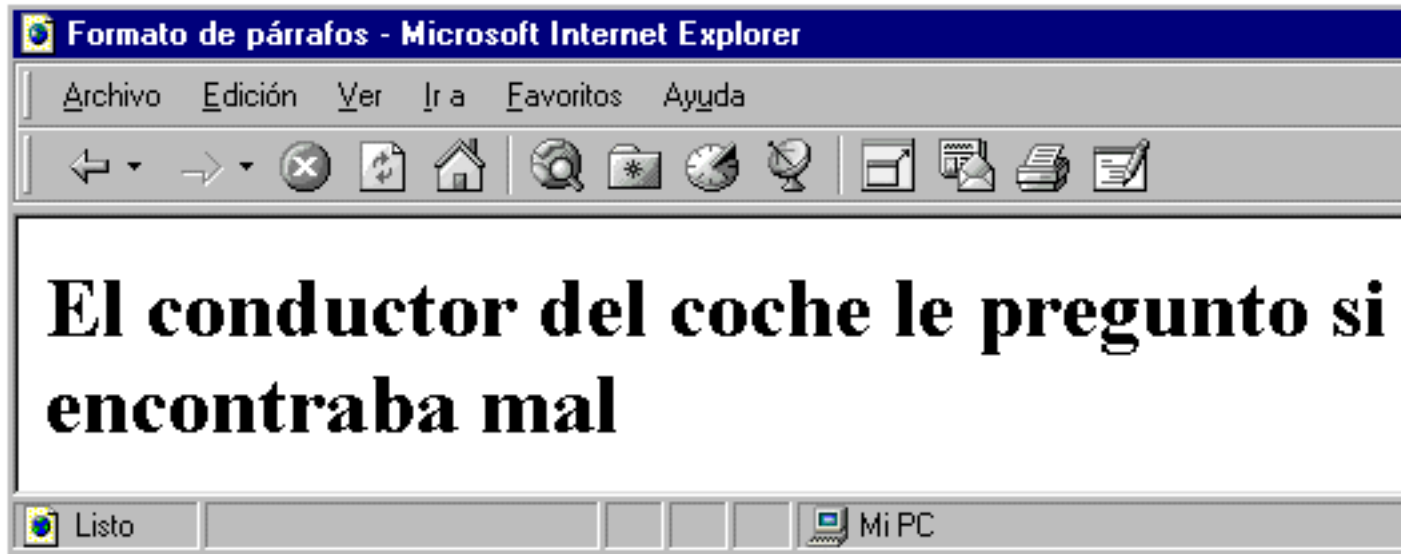 Formato de párrafos - Microsoft Internet Explorer
Archivo Edición Ver Ir a Favoritos Ayuda
El conductor del coche le pregunto si
encontraba mal
Listo Mi PC